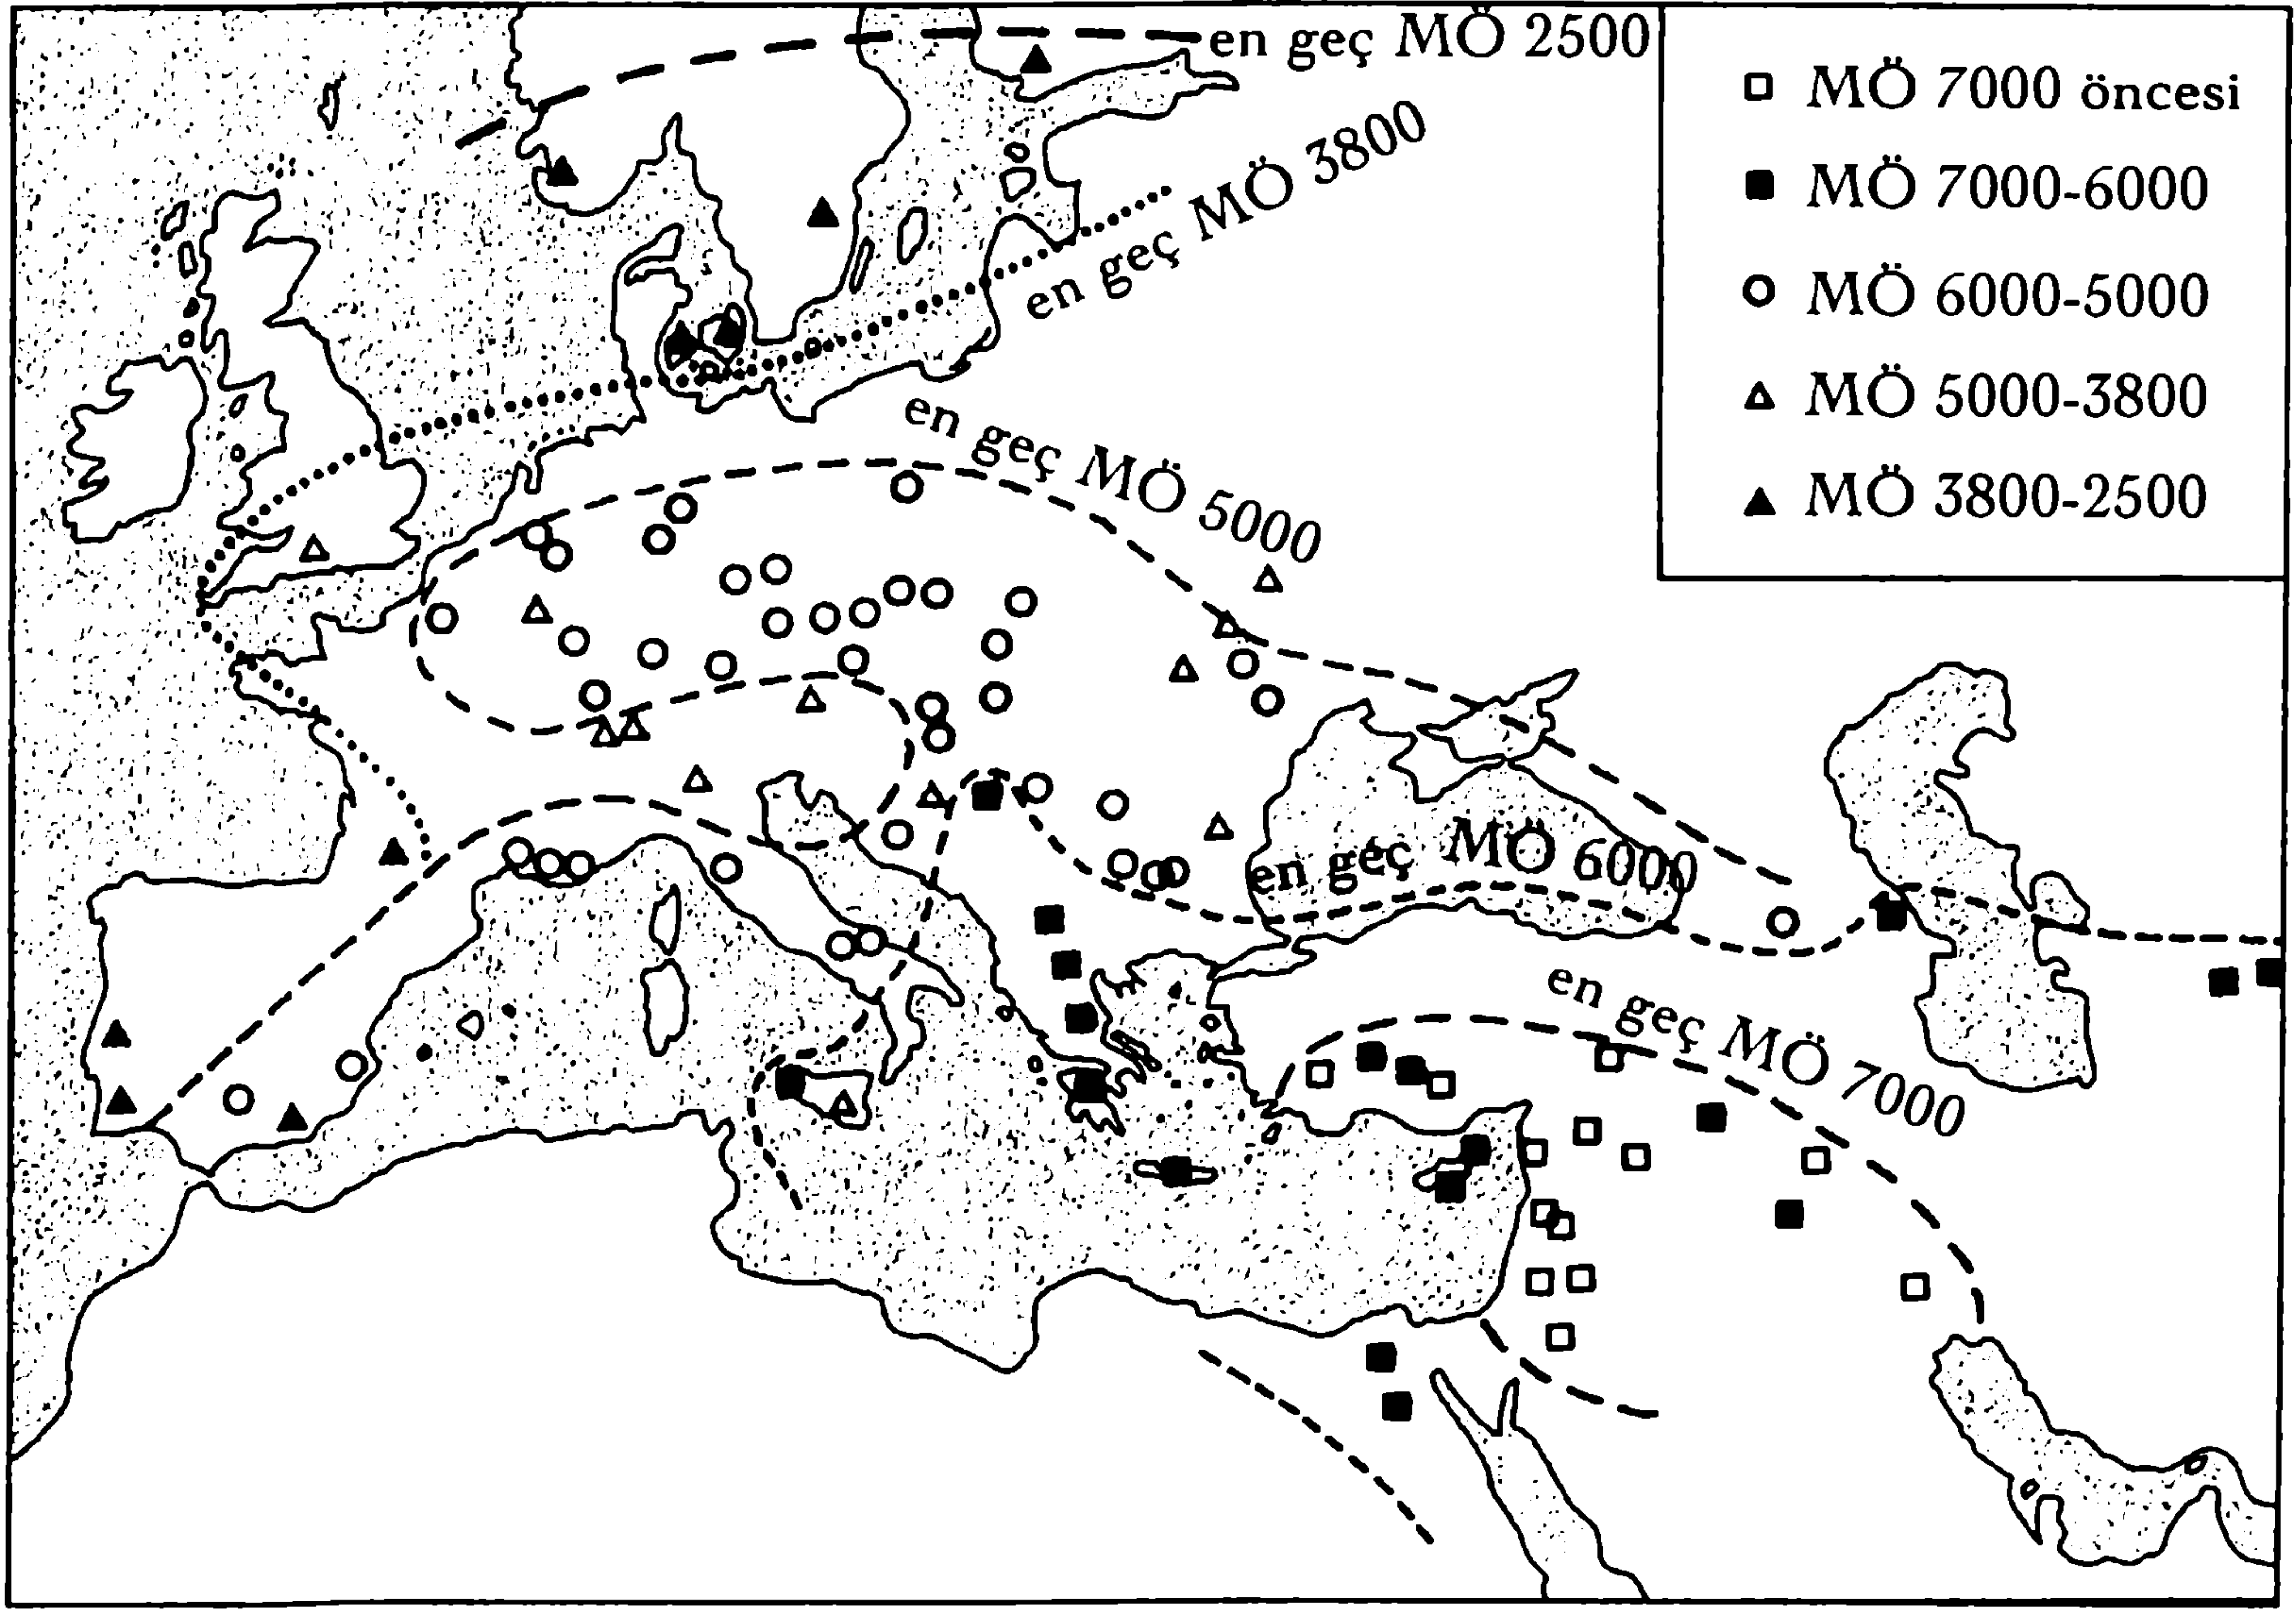 en geç MÖ 2500
en geç MÖ 3800
en geç MÖ 5000
en geç MÖ 6000
en geç MÖ 7000
MÖ 7000 öncesi
MÖ 7000-6000
MÖ 6000-5000
MÖ 5000-3800
MÖ 3800-2500